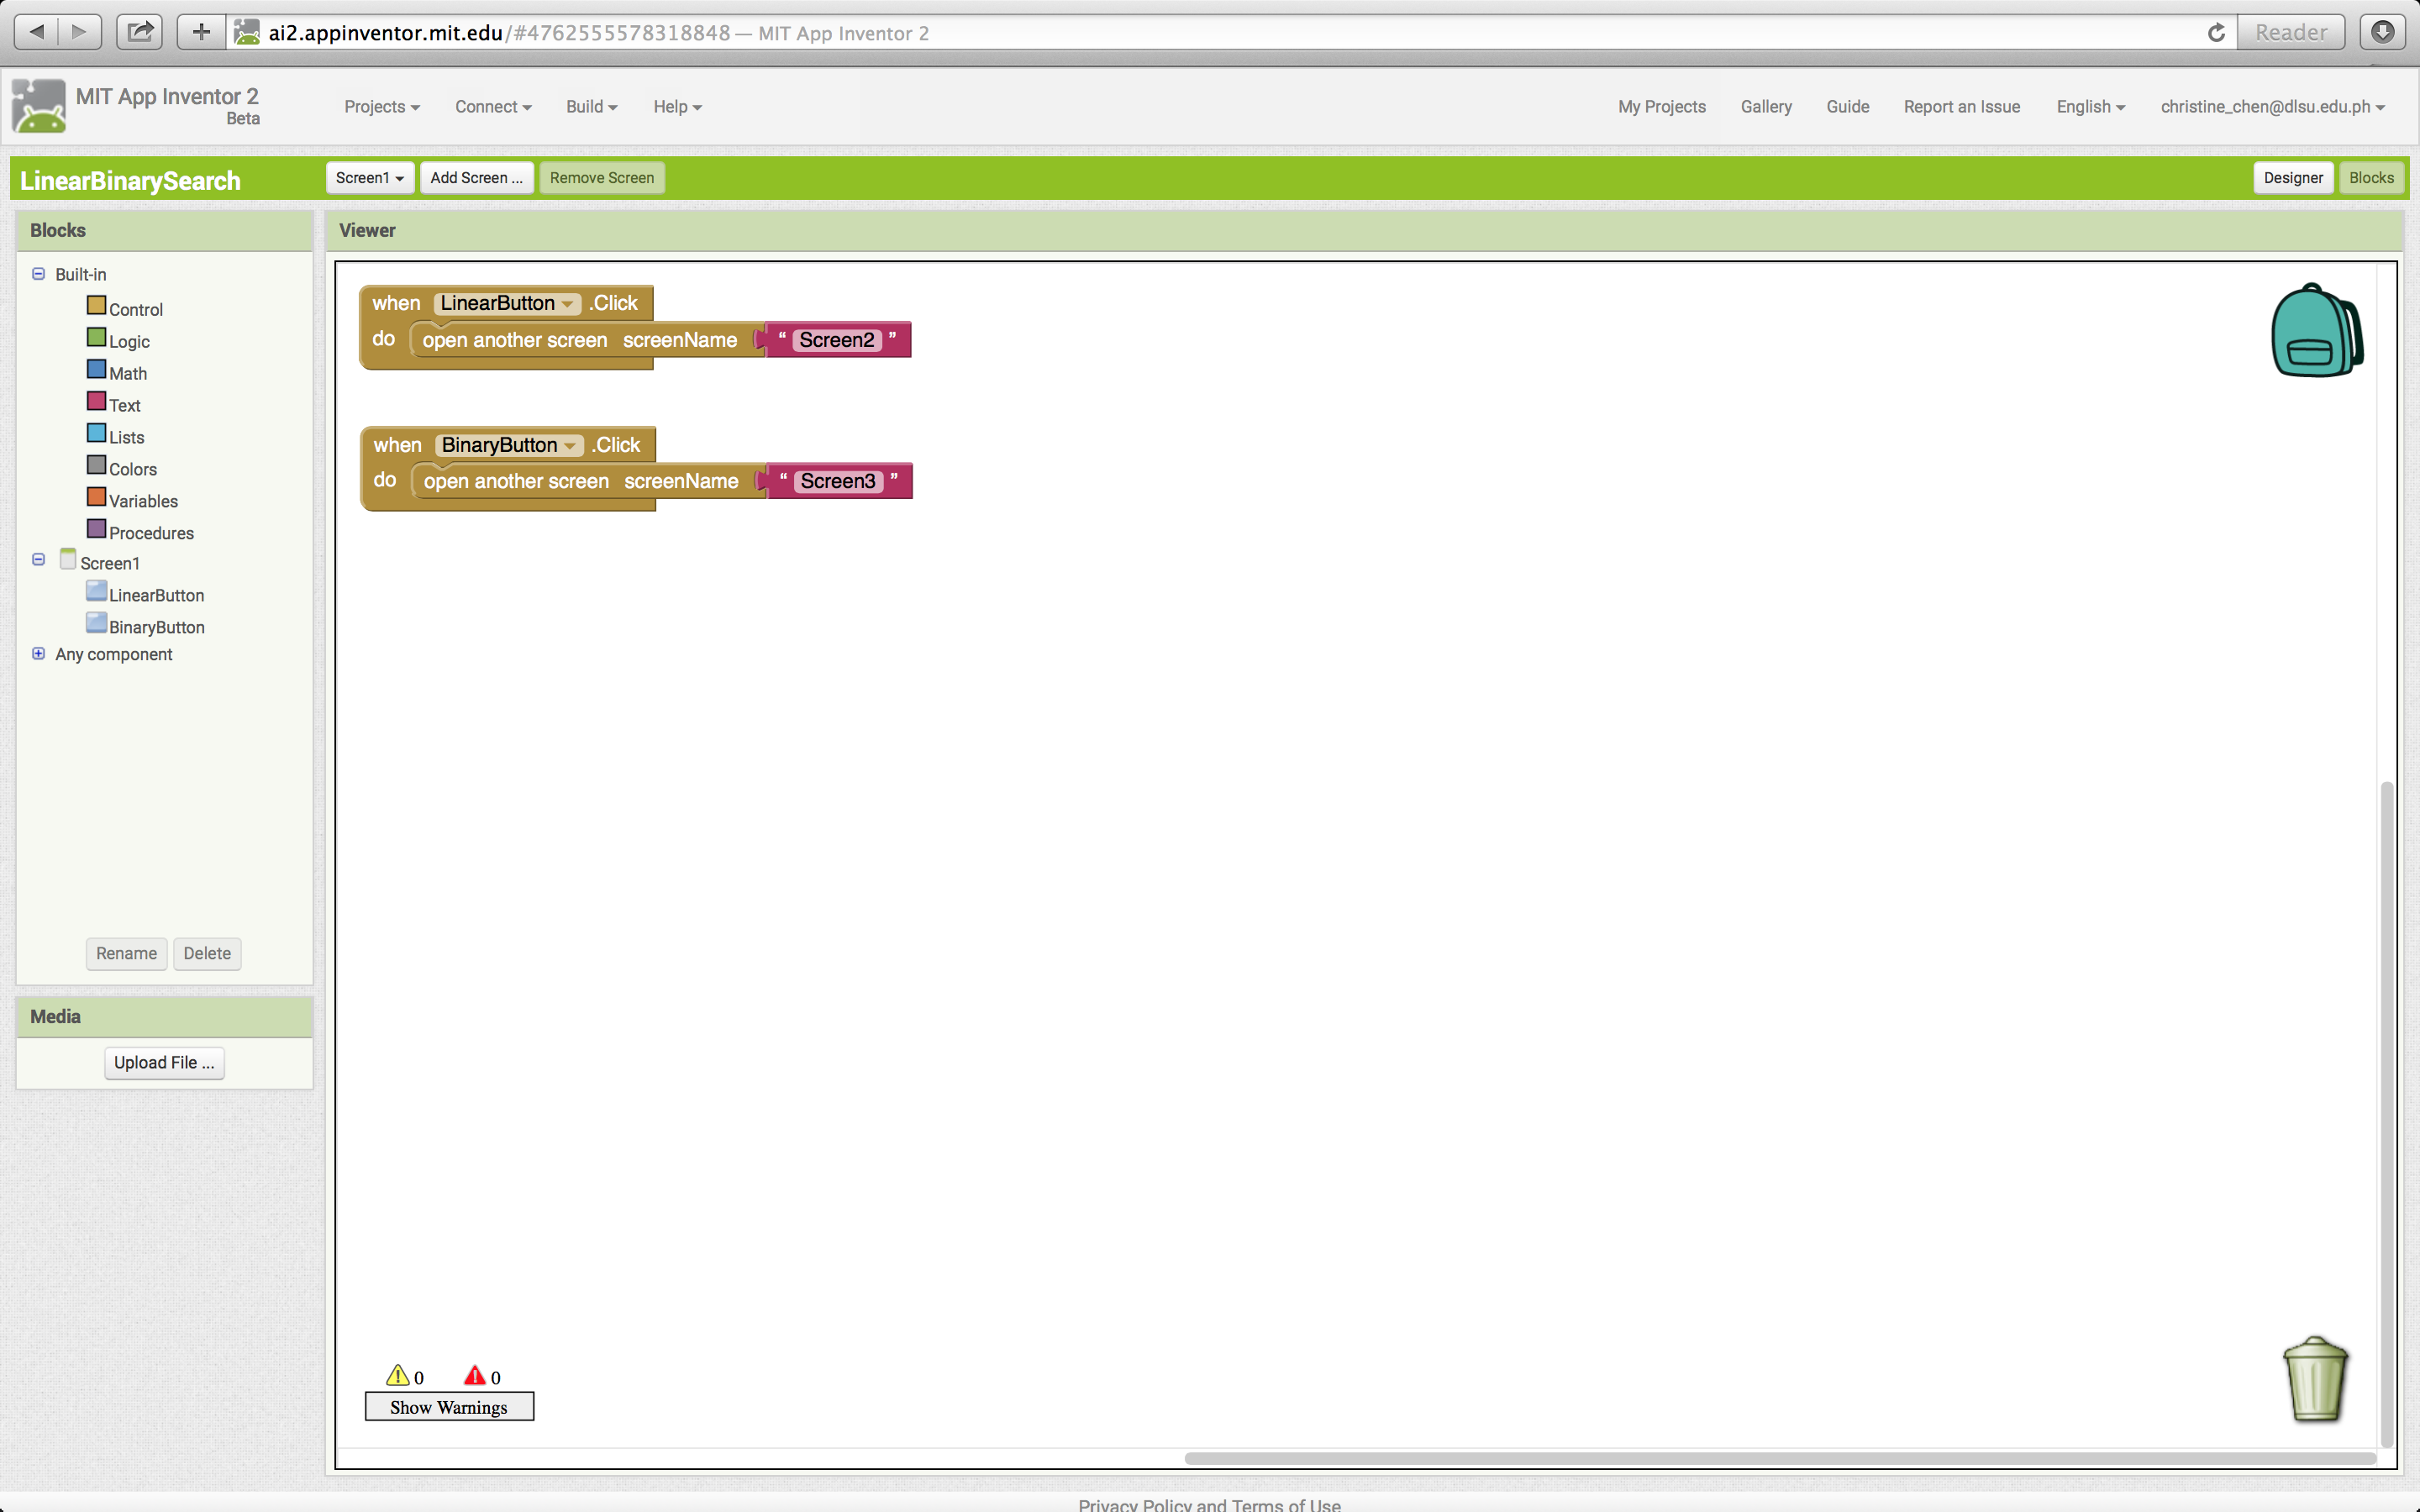 ai2.appinventor.mit.edu/#4762555578318848 — MIT App Inventor 2
Reader
MIT App Inventor 2
Beta
Projects Connect Build Help My Projects Gallery Guide Report an Issue English christine_chen@dlsu.edu.ph
LinearBinarySearch Screen1 Add Screen ... Remove Screen Designer Blocks
Blocks
Viewer
Built-in
Control
Logic
Math
Text
Lists
Colors
Variables
Procedures
Screen1
LinearButton
BinaryButton
Any component
Rename Delete
Media
Upload File ...
when LinearButton .Click
do open another screen screenName “ Screen2 ”
when BinaryButton .Click
do open another screen screenName “ Screen3 ”
0 0
Show Warnings
Privacy Policy and Terms of Use